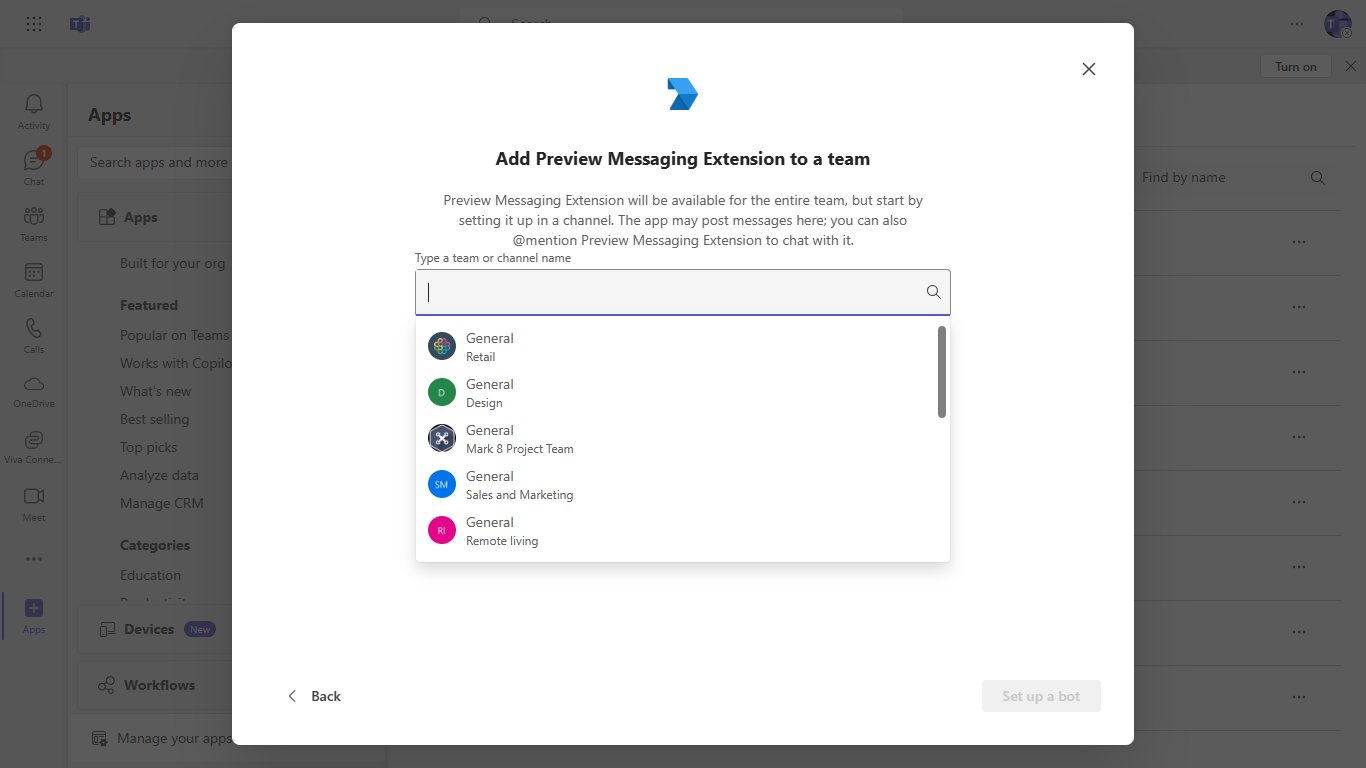 Search
Turn on
Activity
Chat
1
Teams
Calendar
Calls
OneDrive
Viva Conne...
Meet
Apps
Apps
Search apps and more
Apps
Built for your org
Featured
Popular on Teams
Works with Copilo
What's new
Best selling
Top picks
Analyze data
Manage CRM
Categories
Education
Devices New
Workflows
Manage your apps
Find by name
Add Preview Messaging Extension to a team
Preview Messaging Extension will be available for the entire team, but start by
setting it up in a channel. The app may post messages here; you can also
@mention Preview Messaging Extension to chat with it.
Type a team or channel name
General
Retail
D
General
Design
General
Mark 8 Project Team
SM
General
Sales and Marketing
RI
General
Remote living
Back
Set up a bot